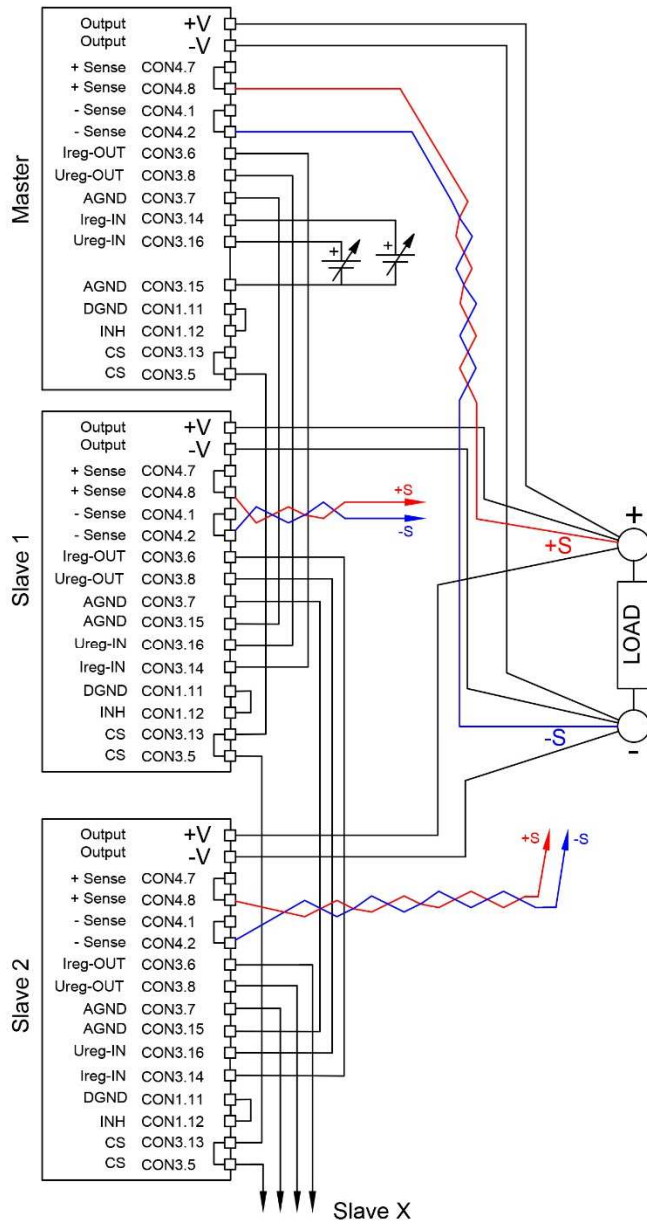 Master
Output +V
Output -V
+ Sense CON4.7
+ Sense CON4.8
- Sense CON4.1
- Sense CON4.2
Ireg-OUT CON3.6
Ureg-OUT CON3.8
AGND CON3.7
Ireg-IN CON3.14
Ureg-IN CON3.16
+ +
AGND CON3.15
DGND CON1.11
INH CON1.12
CS CON3.13
CS CON3.5
Slave 1
Output +V
Output -V
+ Sense CON4.7
+ Sense CON4.8
- Sense CON4.1
- Sense CON4.2
Ireg-OUT CON3.6
Ureg-OUT CON3.8
AGND CON3.7
AGND CON3.15
Ureg-IN CON3.16
Ireg-IN CON3.14
DGND CON1.11
INH CON1.12
CS CON3.13
CS CON3.5
+S
-S
+
+S
LOAD
-S
-
Slave 2
Output +V
Output -V
+ Sense CON4.7
+ Sense CON4.8
- Sense CON4.1
- Sense CON4.2
Ireg-OUT CON3.6
Ureg-OUT CON3.8
AGND CON3.7
AGND CON3.15
Ureg-IN CON3.16
Ireg-IN CON3.14
DGND CON1.11
INH CON1.12
CS CON3.13
CS CON3.5
+S -S
Slave X